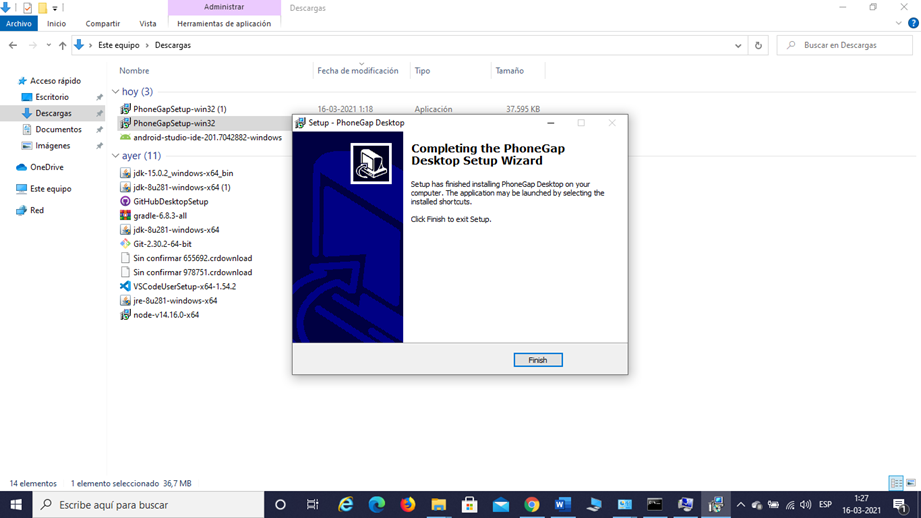 Administrar
Descargas
Archivo
Inicio
Compartir
Vista
Herramientas de aplicación
Este equipo
Descargas
Buscar en Descargas
Nombre
Fecha de modificación
Tipo
Tamaño
Acceso rápido
Escritorio
Descargas
Documentos
Imágenes
OneDrive
Este equipo
Red
hoy (3)
PhoneGapSetup-win32 (1)
16-03-2021 1:18
Aplicación
37.595 KB
PhoneGapSetup-win32
android-studio-ide-201.7042882-windows
ayer (11)
jdk-15.0.2_windows-x64_bin
jdk-8u281-windows-x64 (1)
GitHubDesktopSetup
gradle-6.8.3-all
jdk-8u281-windows-x64
Git-2.30.2-64-bit
Sin confirmar 655692.crdownload
Sin confirmar 978751.crdownload
VSCodeUserSetup-x64-1.54.2
jre-8u281-windows-x64
node-v14.16.0-x64
Setup - PhoneGap Desktop
Completing the PhoneGap
Desktop Setup Wizard
Setup has finished installing PhoneGap Desktop on your
computer. The application may be launched by selecting the
installed shortcuts.
Click Finish to exit Setup.
Finish
14 elementos
1 elemento seleccionado 36,7 MB
Escribe aquí para buscar
ESP
1:27
16-03-2021
1